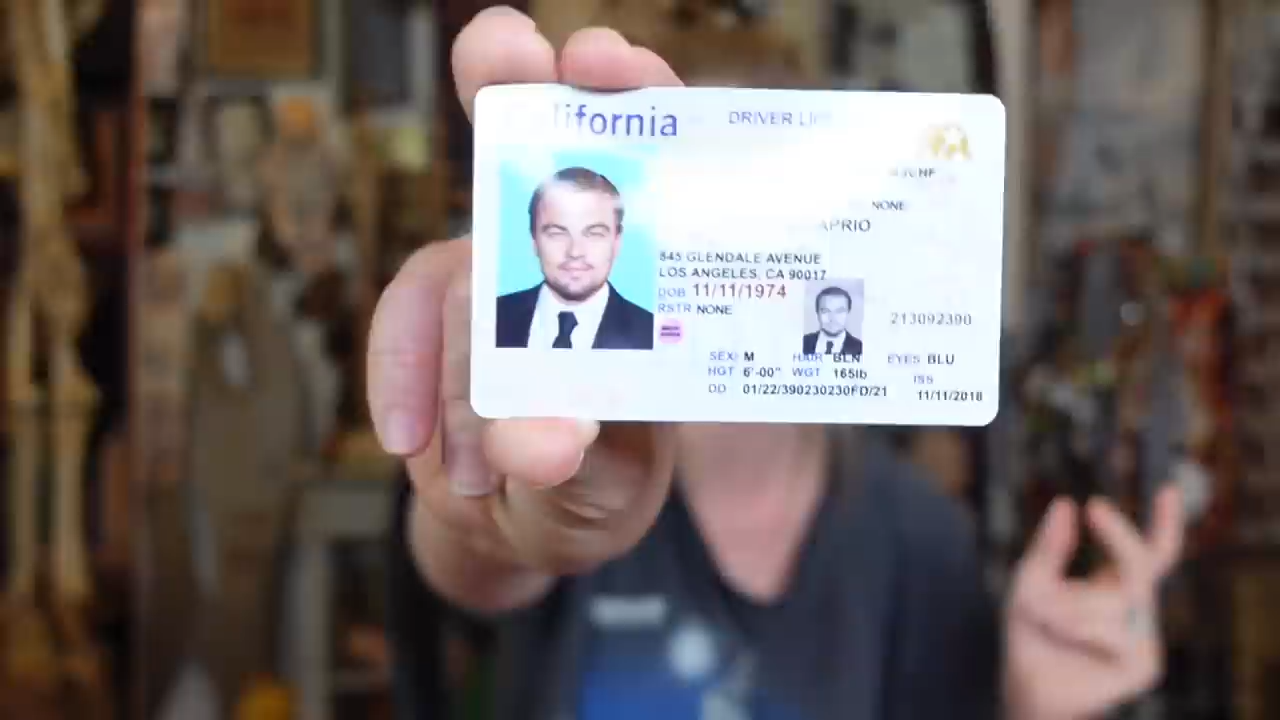 lifornia DRIVER LI
NONE
APRIO
845 GLENDALE AVENUE
LOS ANGELES, CA 90017
DOB 11/11/1974
RSTR NONE
213092390
SEX M HAIR BLN EYES BLU
HGT 6'-00" WGT 165lb ISS
DD 01/22/390230230FD/21 11/11/2018